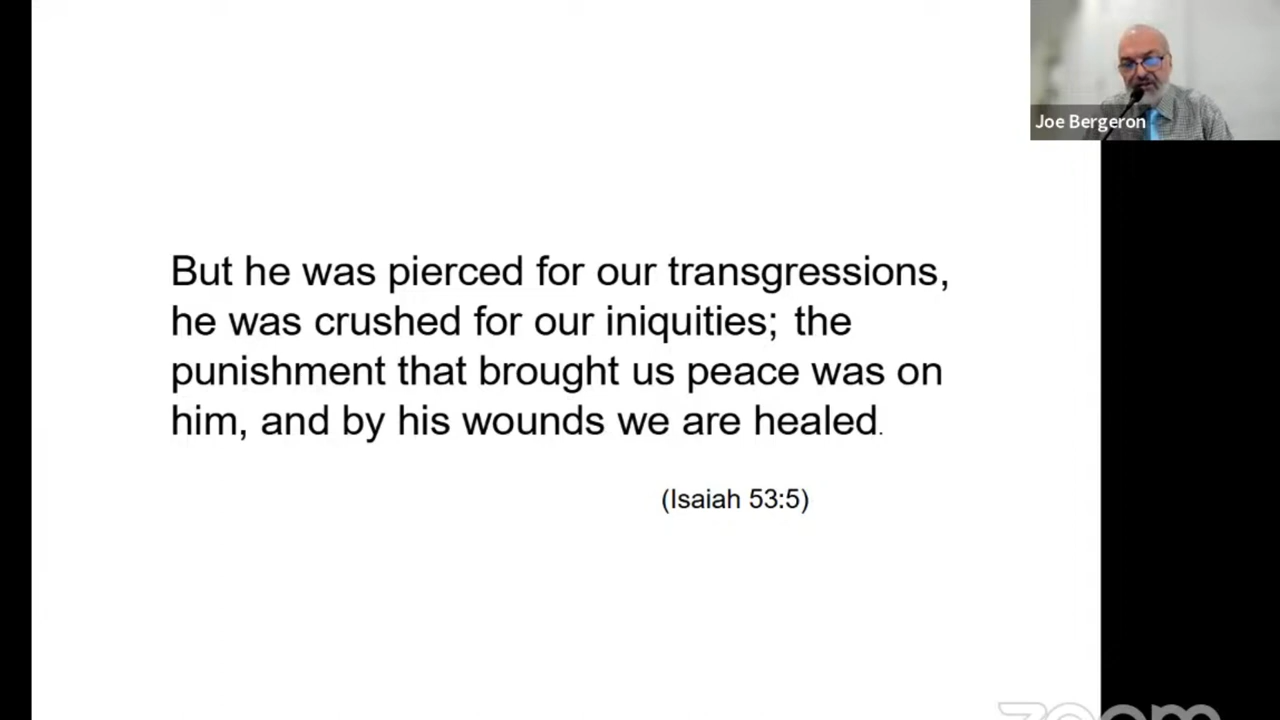 Joe Bergeron
But he was pierced for our transgressions,
he was crushed for our iniquities; the
punishment that brought us peace was on
him, and by his wounds we are healed.
(Isaiah 53:5)
zoom